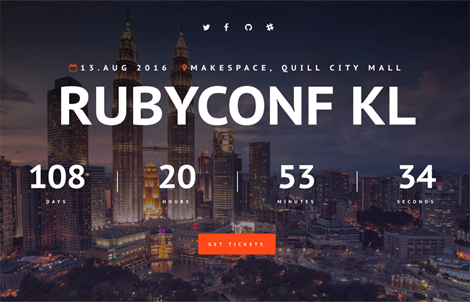 13.AUG 2016 MAKESPACE, QUILL CITY MALL
RUBYCONF KL
108 20 53 34
DAYS HOURS MINUTES SECONDS
GET TICKETS